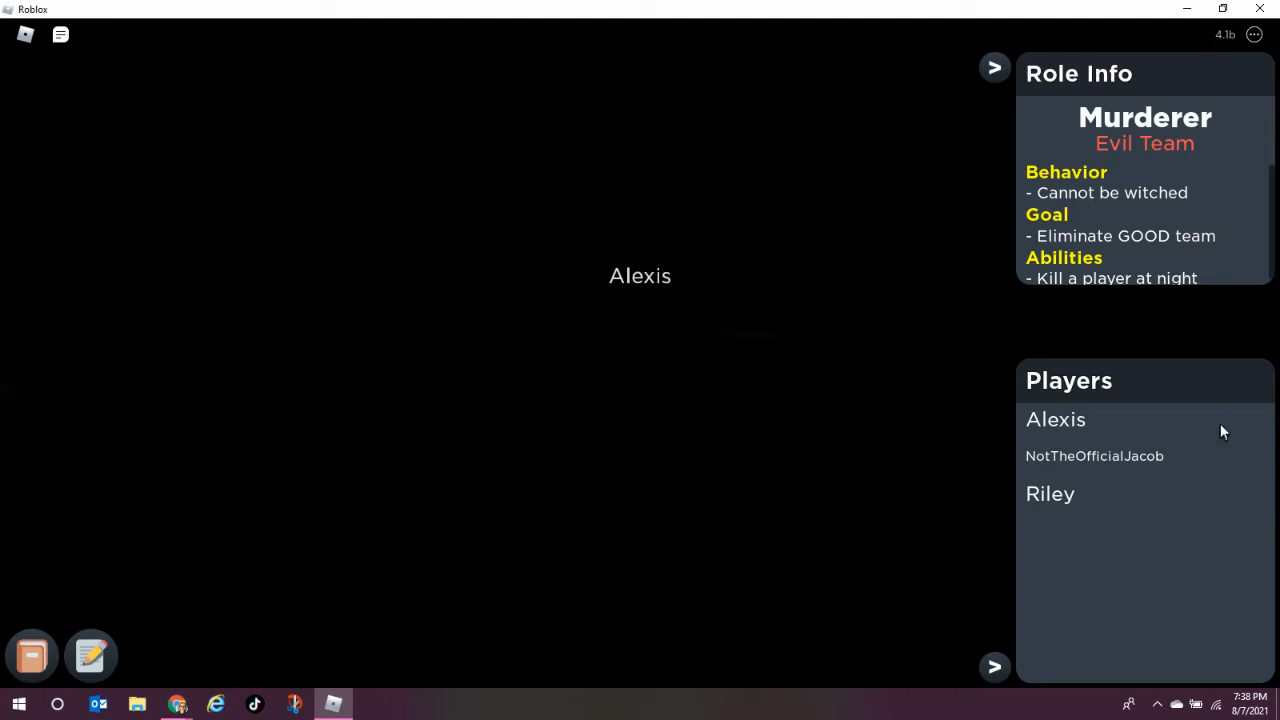 Roblox
4.1b
>
Role Info
Murderer
Evil Team
Behavior
- Cannot be witched
Goal
- Eliminate GOOD team
Abilities
- Kill a player at night
Alexis
Players
Alexis
NotTheOfficialJacob
Riley
>
7:38 PM
8/7/2021